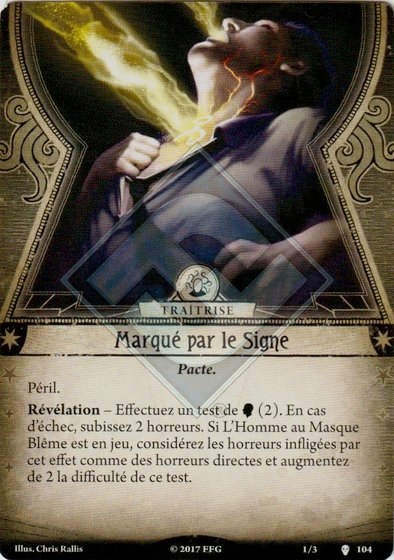 TRAÎTRISE
Marqué par le Signe
Pacte.
Péril.
Révélation – Effectuez un test de (2). En cas
d'échec, subissez 2 horreurs. Si L'Homme au Masque
Blême est en jeu, considérez les horreurs infligées par
cet effet comme des horreurs directes et augmentez
de 2 la difficulté de ce test.
Illus. Chris Rallis © 2017 FFG 1/3 104